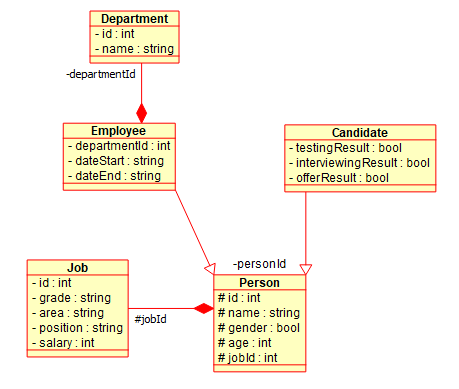 Department
- id : int
- name : string
-departmentId
Employee
- departmentId : int
- dateStart : string
- dateEnd : string
Candidate
- testingResult : bool
- interviewingResult : bool
- offerResult : bool
-personId
Job
- id : int
- grade : string
- area : string
- position : string
- salary : int
#jobId
Person
# id : int
# name : string
# gender : bool
# age : int
# jobId : int